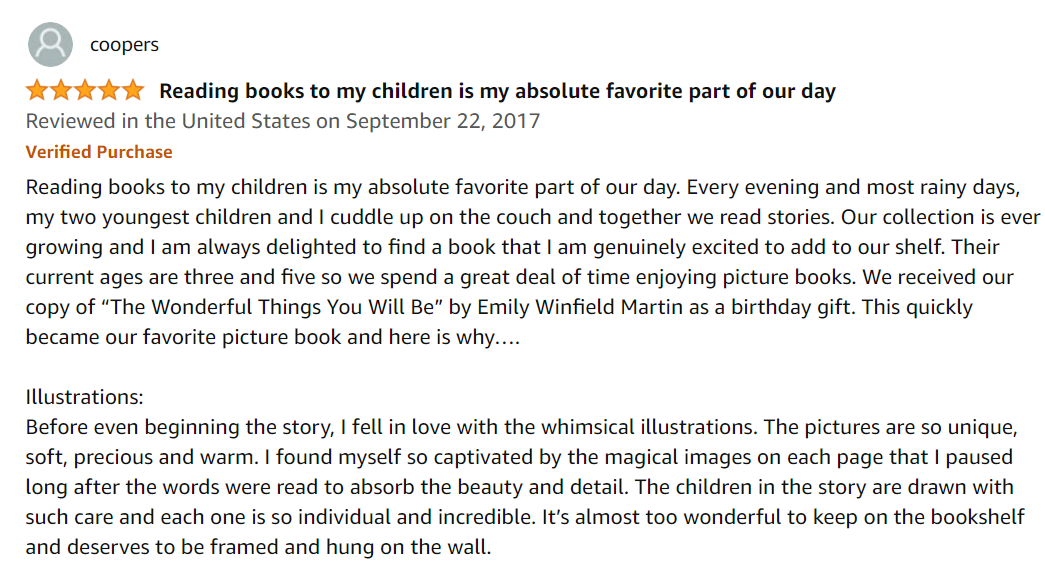 coopers
Reading books to my children is my absolute favorite part of our day
Reviewed in the United States on September 22, 2017
Verified Purchase
Reading books to my children is my absolute favorite part of our day. Every evening and most rainy days,
my two youngest children and I cuddle up on the couch and together we read stories. Our collection is ever
growing and I am always delighted to find a book that I am genuinely excited to add to our shelf. Their
current ages are three and five so we spend a great deal of time enjoying picture books. We received our
copy of “The Wonderful Things You Will Be” by Emily Winfield Martin as a birthday gift. This quickly
became our favorite picture book and here is why….
Illustrations:
Before even beginning the story, I fell in love with the whimsical illustrations. The pictures are so unique,
soft, precious and warm. I found myself so captivated by the magical images on each page that I paused
long after the words were read to absorb the beauty and detail. The children in the story are drawn with
such care and each one is so individual and incredible. It’s almost too wonderful to keep on the bookshelf
and deserves to be framed and hung on the wall.